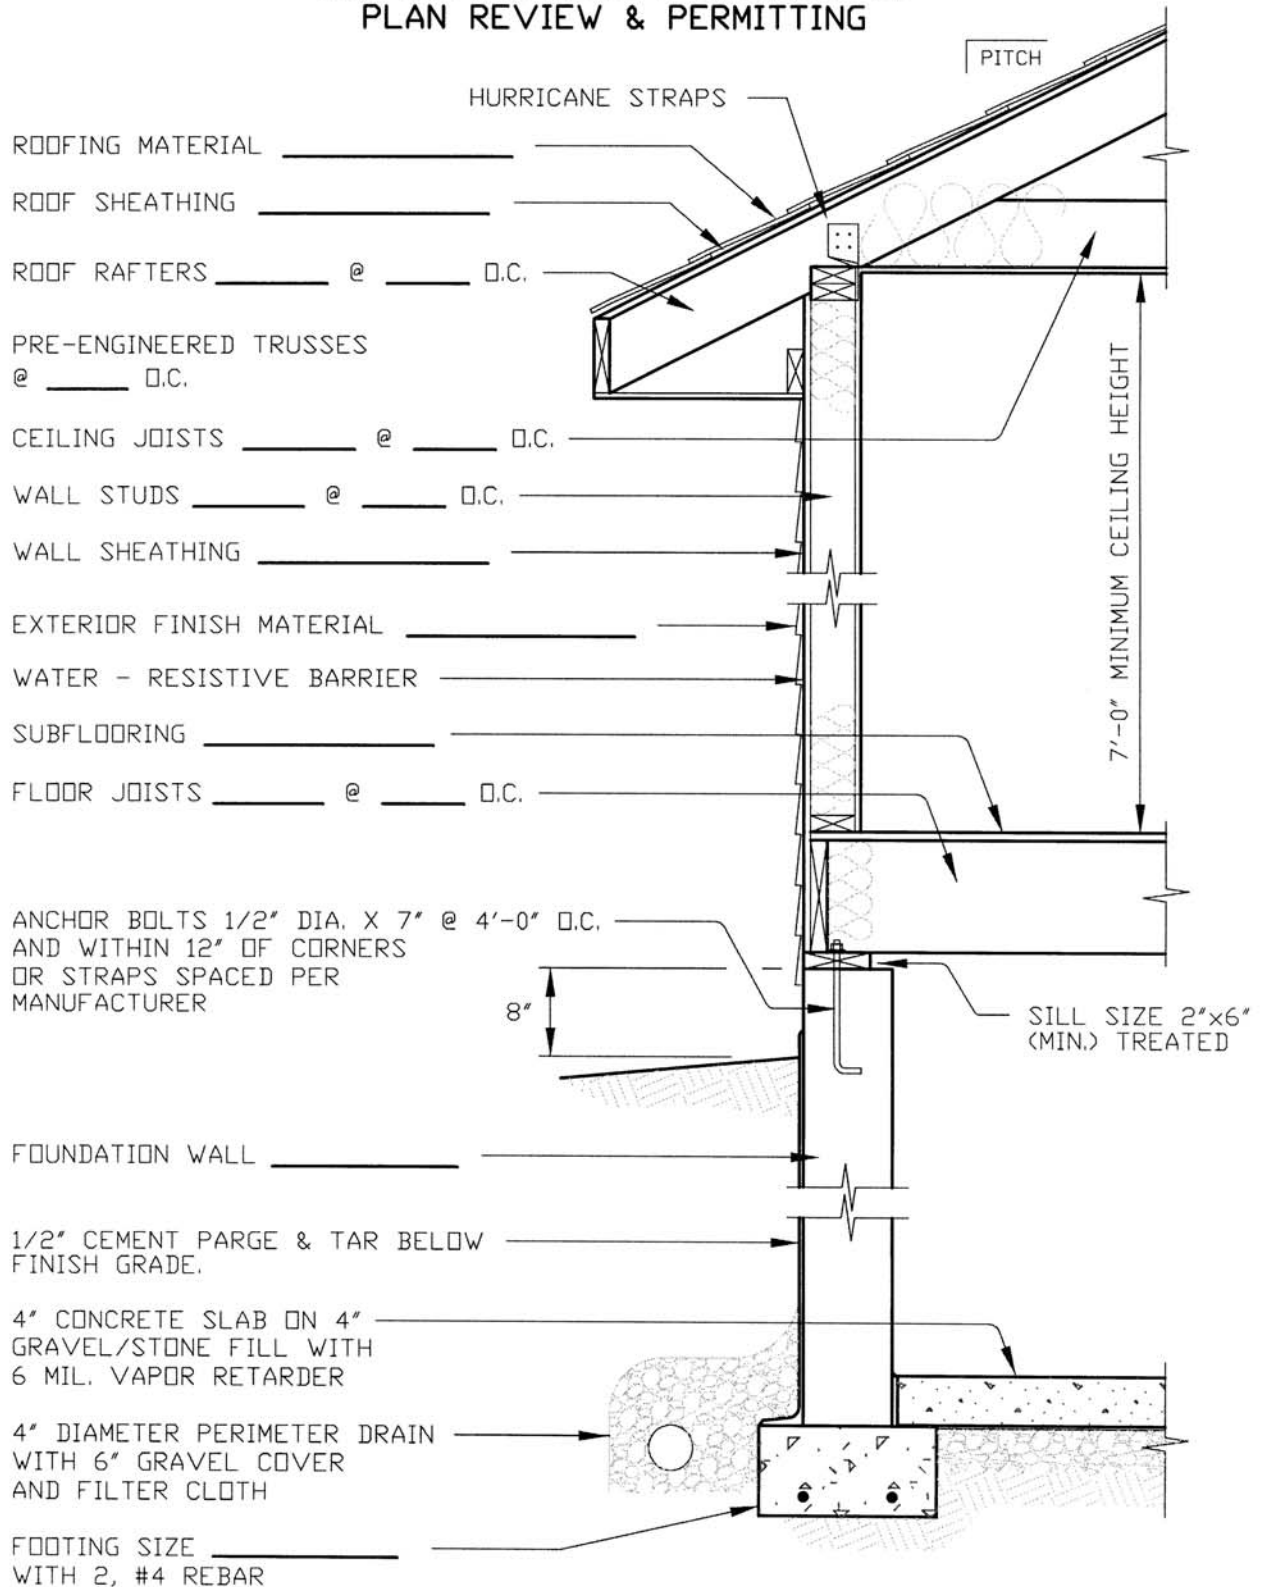 PLAN REVIEW & PERMITTING
PITCH
HURRICANE STRAPS
ROOFING MATERIAL
ROOF SHEATHING
ROOF RAFTERS @ O.C.
PRE-ENGINEERED TRUSSES
@ O.C.
CEILING JOISTS @ O.C.
WALL STUDS @ O.C.
WALL SHEATHING
EXTERIOR FINISH MATERIAL
WATER - RESISTIVE BARRIER
SUBFLOORING
FLOOR JOISTS @ O.C.
7'-0" MINIMUM CEILING HEIGHT
ANCHOR BOLTS 1/2" DIA. X 7" @ 4'-0" O.C.
AND WITHIN 12" OF CORNERS
OR STRAPS SPACED PER
MANUFACTURER
8"
SILL SIZE 2"x6"
(MIN.) TREATED
FOUNDATION WALL
1/2" CEMENT PARGE & TAR BELOW
FINISH GRADE.
4" CONCRETE SLAB ON 4"
GRAVEL/STONE FILL WITH
6 MIL. VAPOR RETARDER
4" DIAMETER PERIMETER DRAIN
WITH 6" GRAVEL COVER
AND FILTER CLOTH
FOOTING SIZE
WITH 2, #4 REBAR